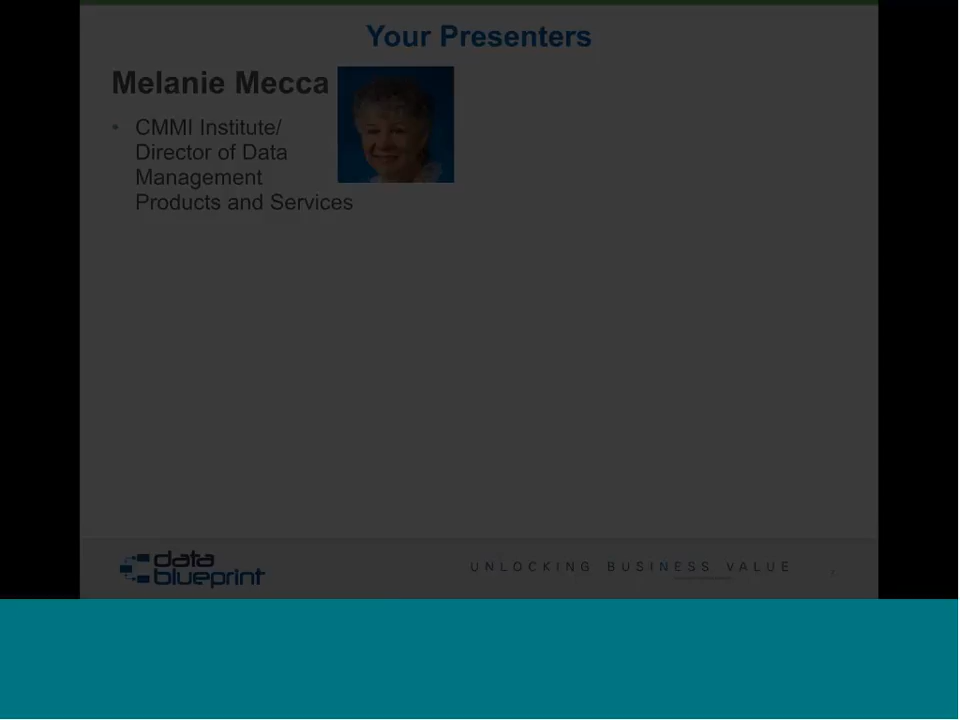 Your Presenters
Melanie Mecca
• CMMI Institute/
Director of Data
Management
Products and Services
data
blueprint
UNLOCKING BUSINESS VALUE